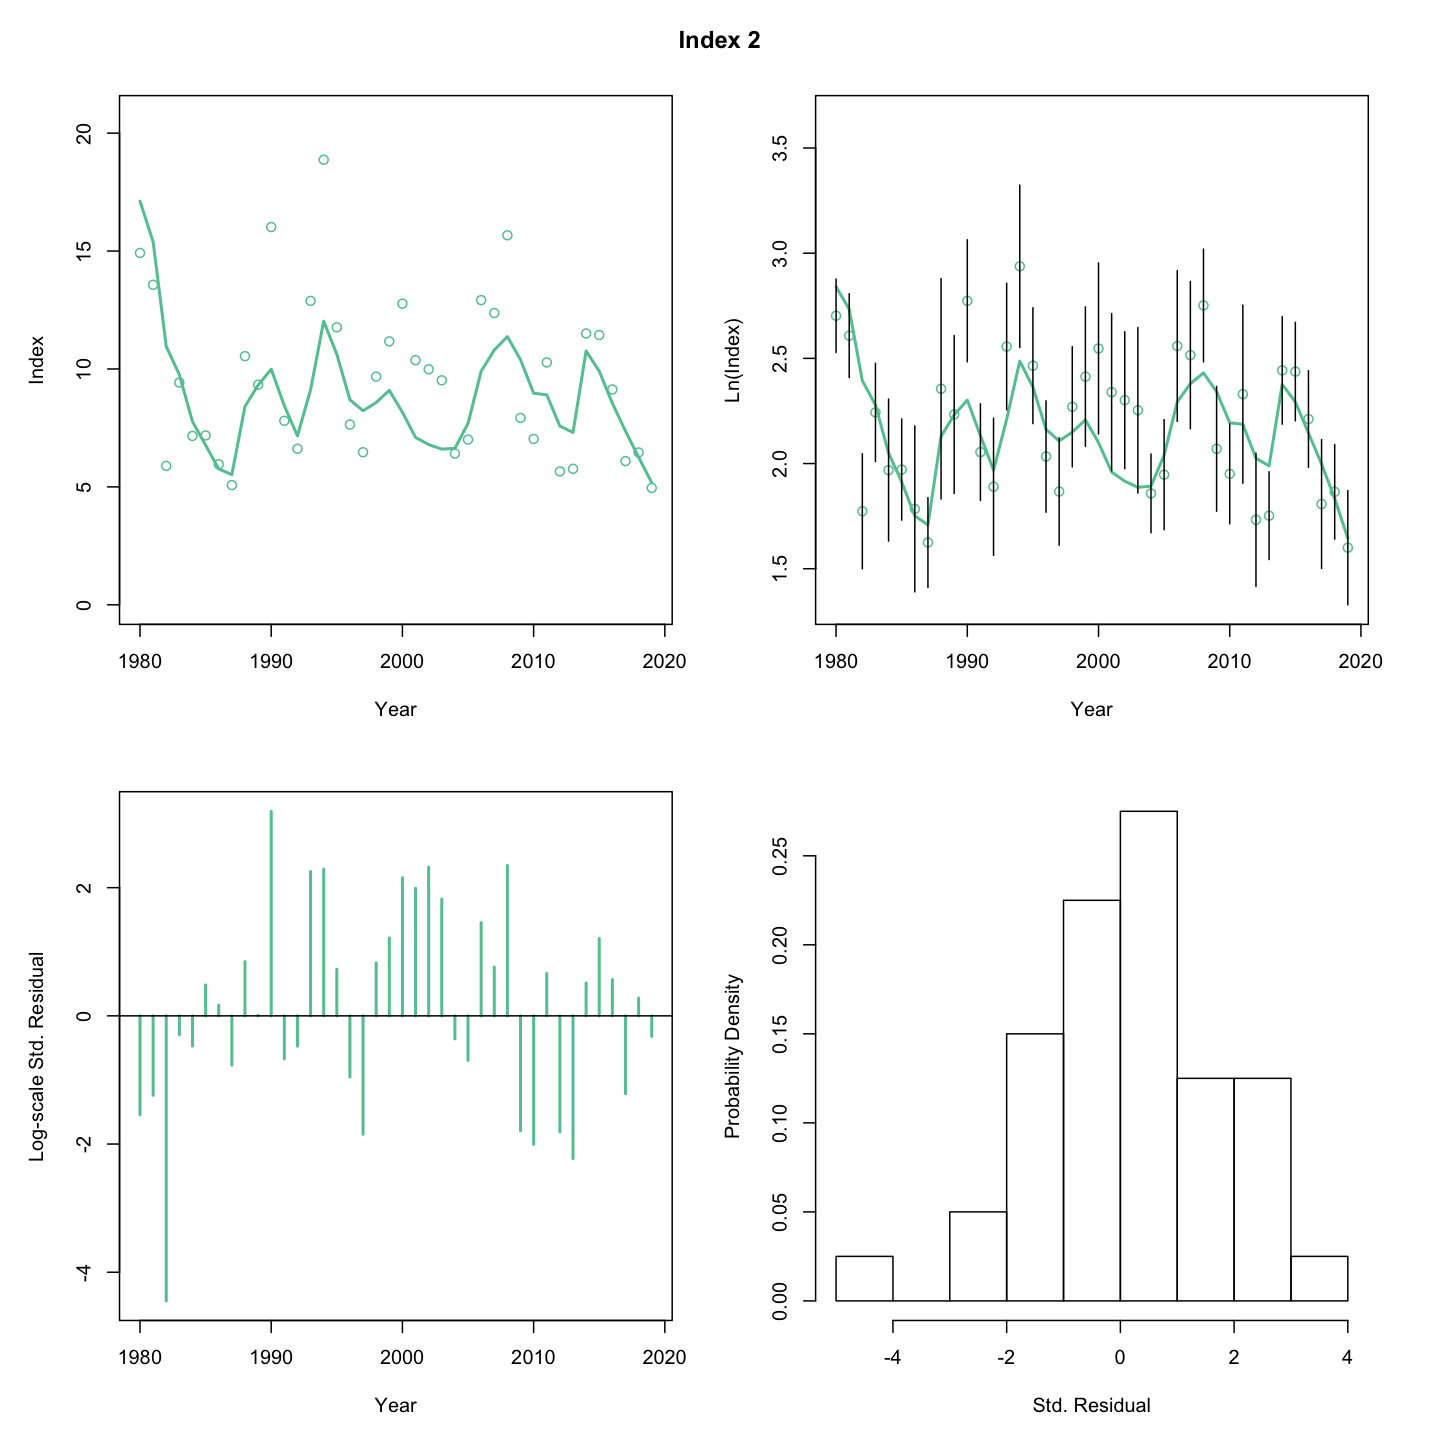 Index 2
Index
20
15
10
5
0
1980 1990 2000 2010 2020
Year
Ln(Index)
3.5
3.0
2.5
2.0
1.5
1980 1990 2000 2010 2020
Year
Log-scale Std. Residual
2
0
-2
-4
1980 1990 2000 2010 2020
Year
Probability Density
0.25
0.20
0.15
0.10
0.05
0.00
-4 -2 0 2 4
Std. Residual